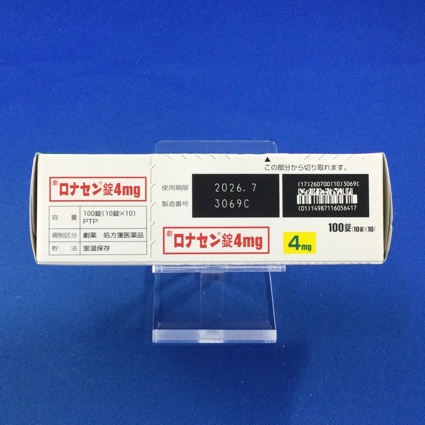 劇 ロナセン®錠4mg
容 量 100錠(10錠×10)
PTP
規制区分 劇薬 処方箋医薬品
貯 法 室温保存
▲
この部分から切り取れます。
使用期限 2026.7
製造番号 3069C
(17)260700(10)3069C
(01)14987116056417
劇 ロナセン®錠4mg
4mg
100錠(10錠×10)